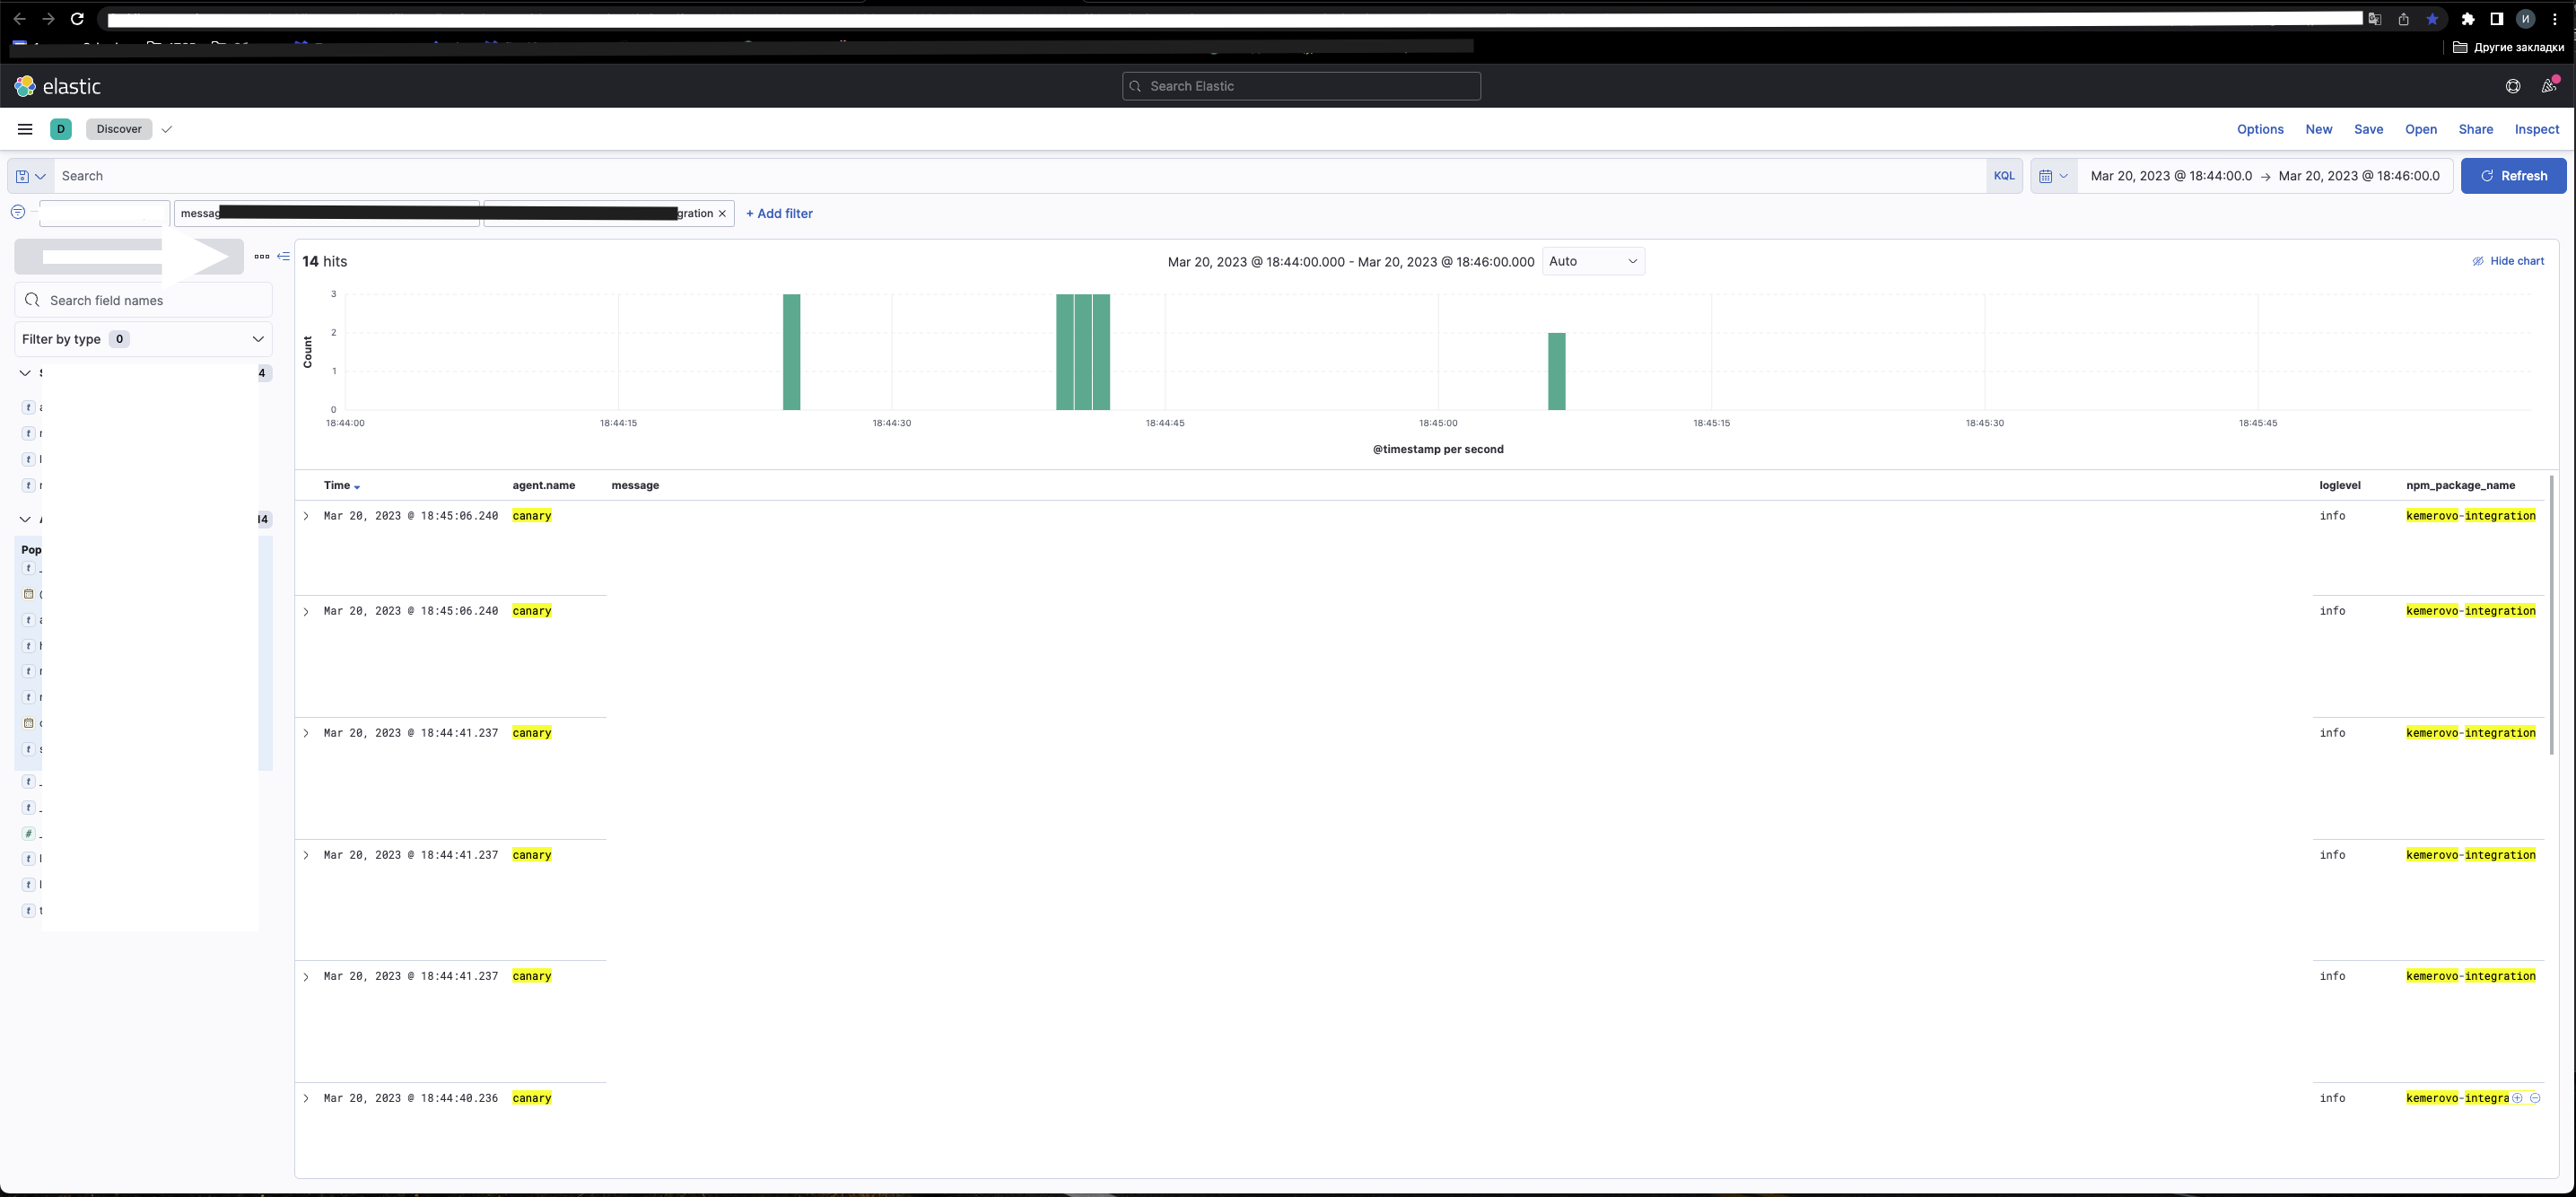 И
Другие закладки
elastic
Search Elastic
D
Discover
Options
New
Save
Open
Share
Inspect
Search
KQL
Mar 20, 2023 @ 18:44:00.0 → Mar 20, 2023 @ 18:46:00.0
Refresh
+ Add filter
Search field names
Filter by type 0
4
14
Pop
14 hits
Mar 20, 2023 @ 18:44:00.000 - Mar 20, 2023 @ 18:46:00.000
Auto
Hide chart
Count
3
2
1
0
18:44:00
18:44:15
18:44:30
18:44:45
18:45:00
18:45:15
18:45:30
18:45:45
@timestamp per second
Time agent.name message loglevel npm_package_name
Mar 20, 2023 @ 18:45:06.240 canary info kemerovo-integration
Mar 20, 2023 @ 18:45:06.240 canary info kemerovo-integration
Mar 20, 2023 @ 18:44:41.237 canary info kemerovo-integration
Mar 20, 2023 @ 18:44:41.237 canary info kemerovo-integration
Mar 20, 2023 @ 18:44:41.237 canary info kemerovo-integration
Mar 20, 2023 @ 18:44:40.236 canary info kemerovo-integra